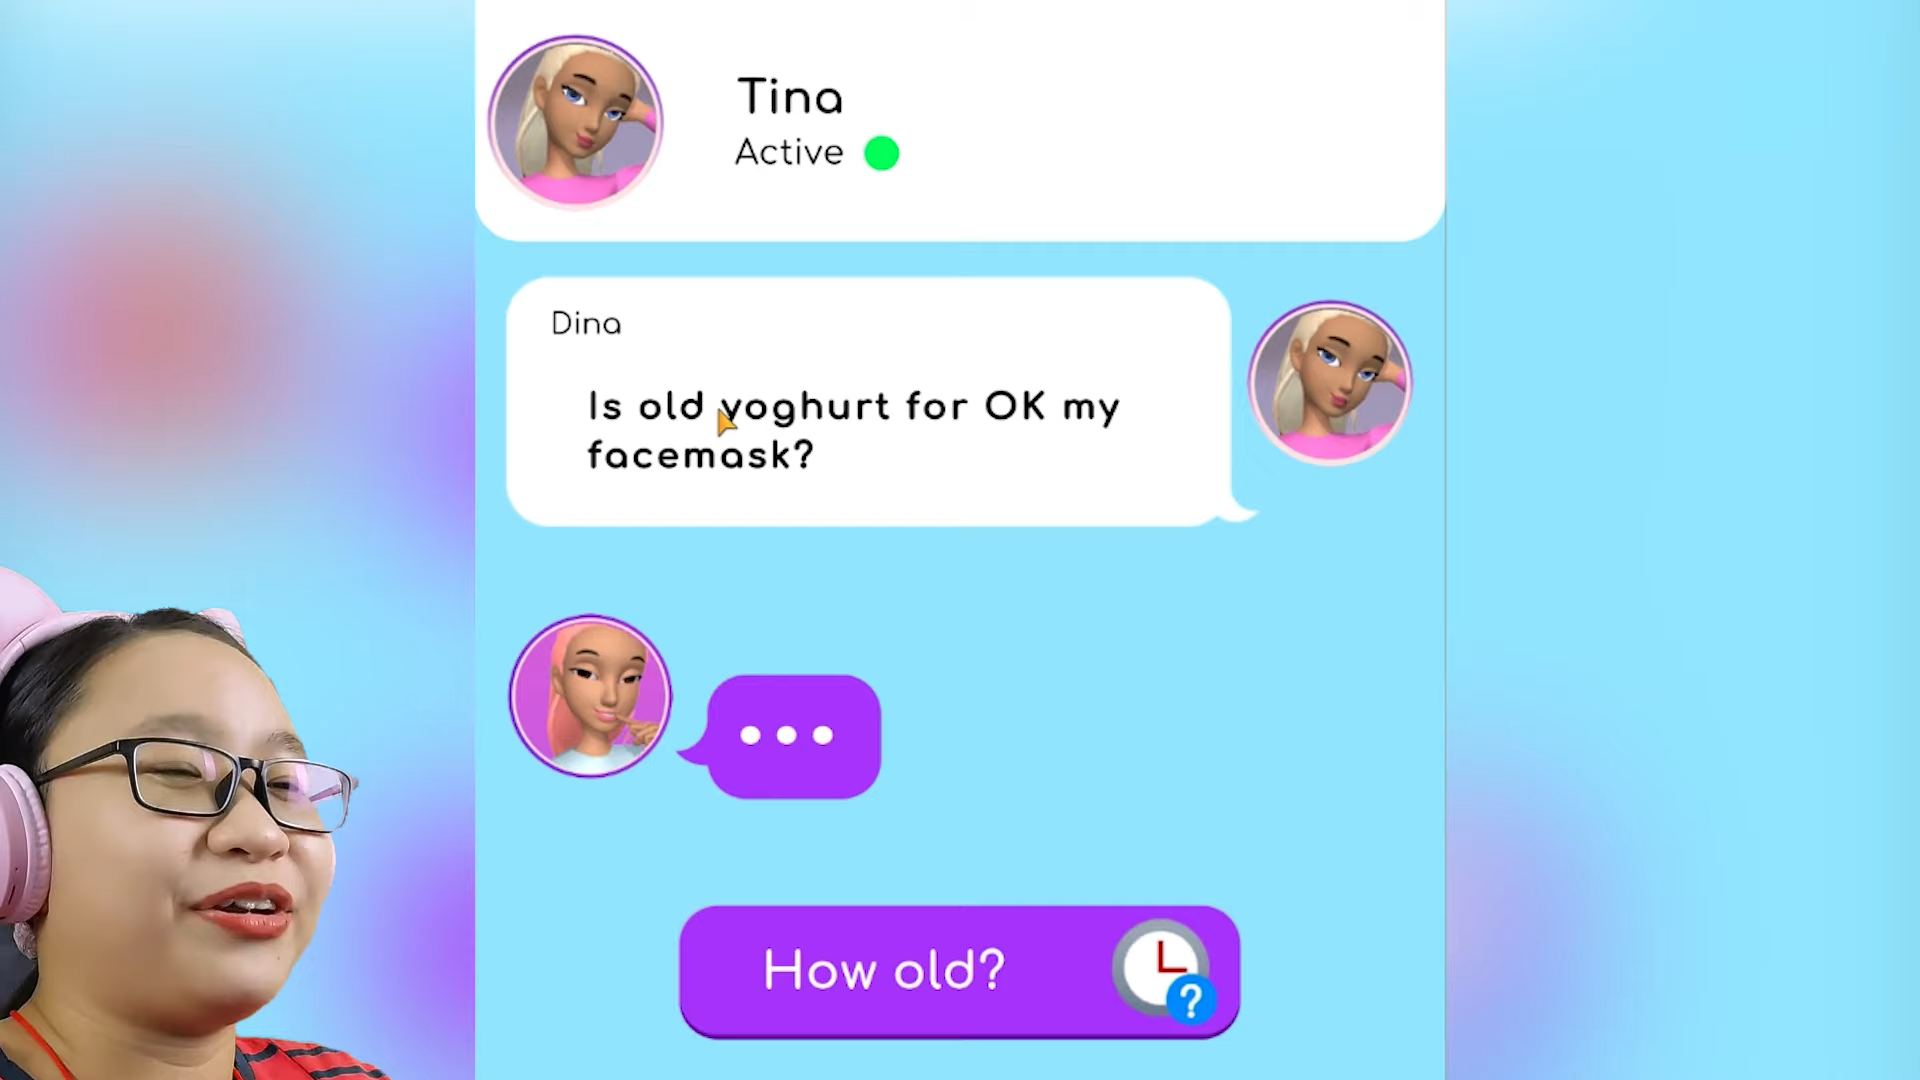 Tina
Active
Dina
Is old yoghurt for OK my
facemask?
How old?
?